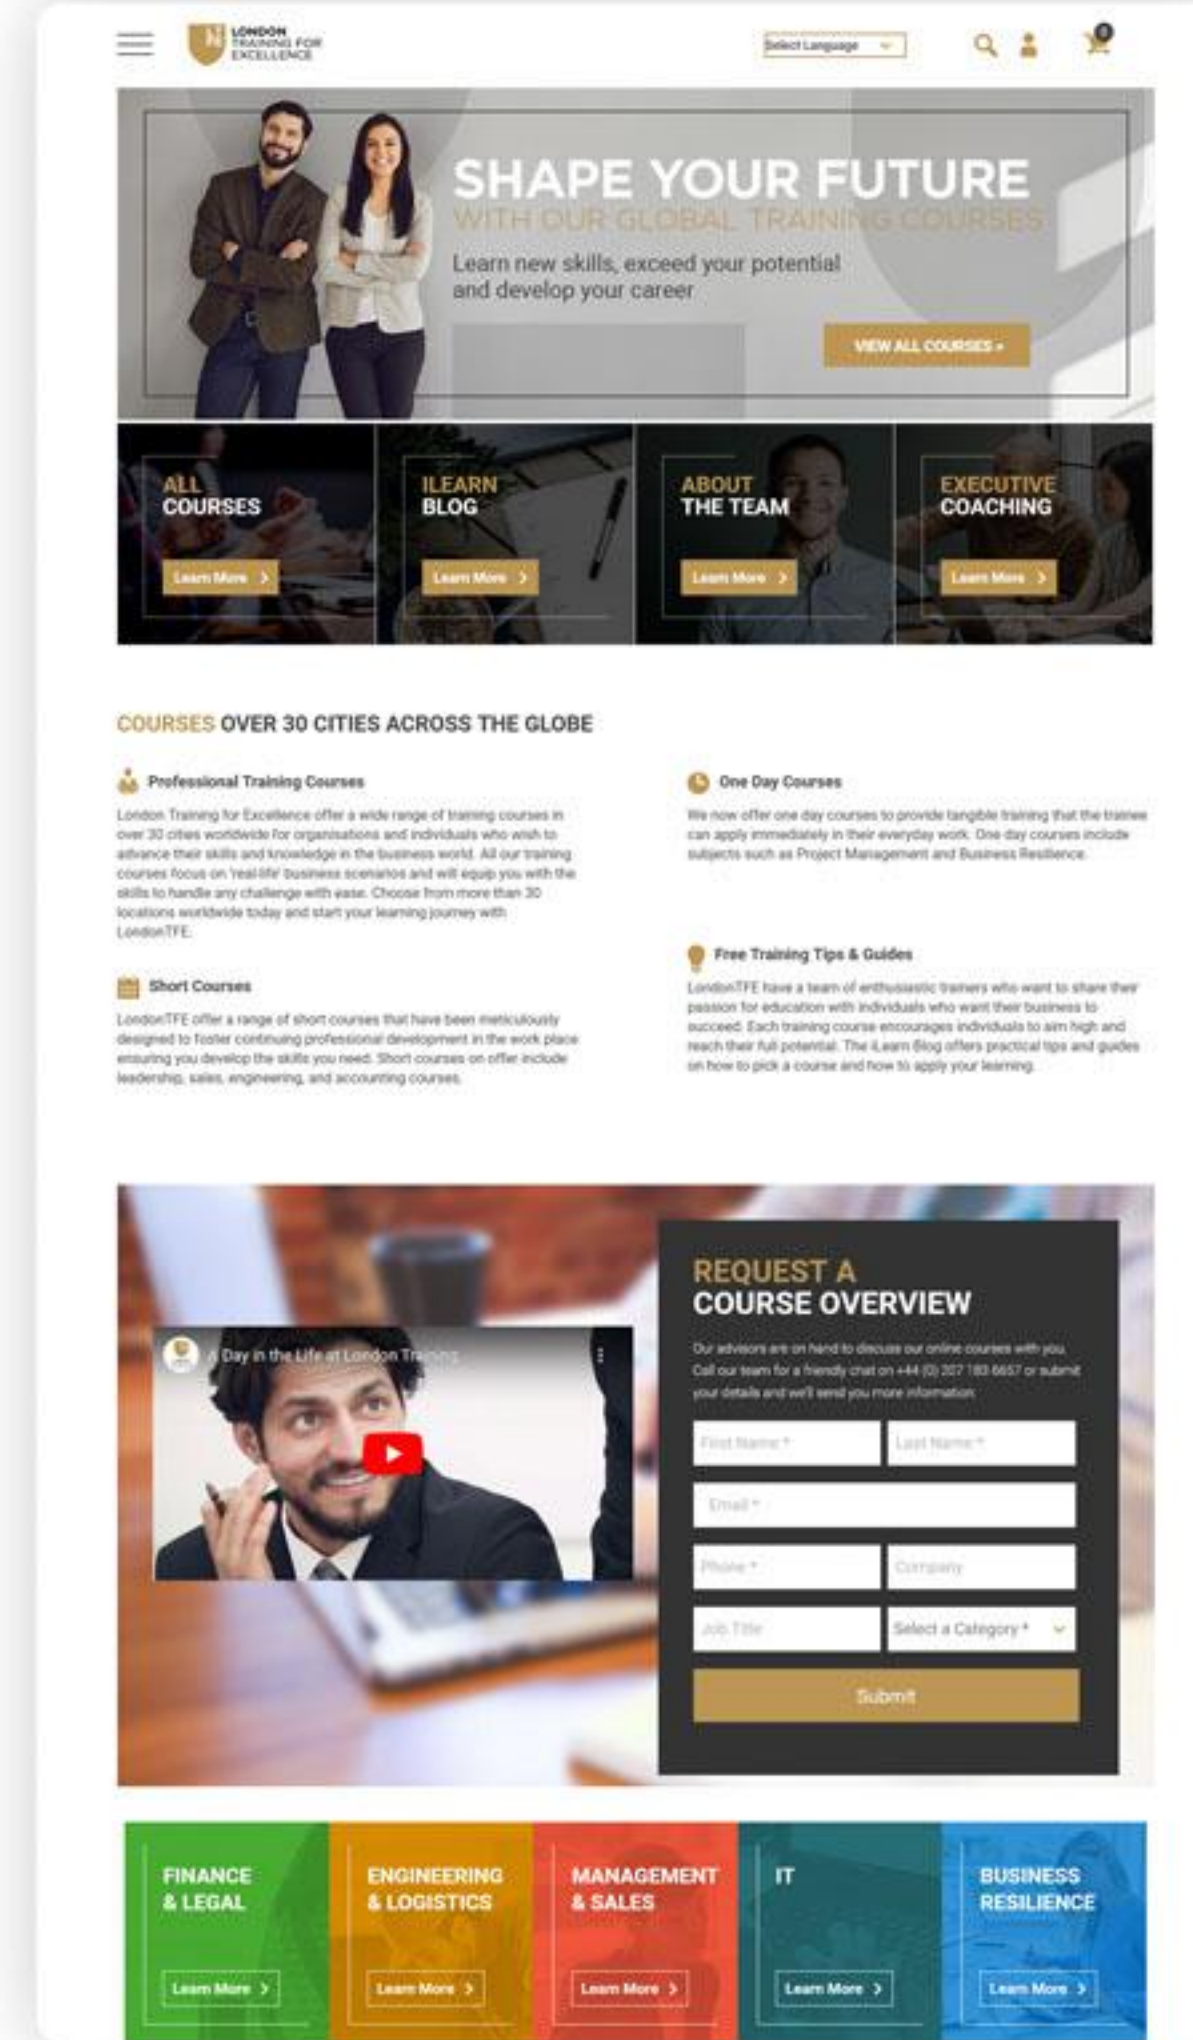 LONDON
TRAINING FOR
EXCELLENCE
Select Language
0
SHAPE YOUR FUTURE
WITH OUR GLOBAL TRAINING COURSES
Learn new skills, exceed your potential
and develop your career
VIEW ALL COURSES »
ALL
COURSES
Learn More
ILEARN
BLOG
Learn More
ABOUT
THE TEAM
Learn More
EXECUTIVE
COACHING
Learn More
COURSES OVER 30 CITIES ACROSS THE GLOBE
Professional Training Courses
London Training for Excellence offer a wide range of training courses in
over 30 cities worldwide for organisations and individuals who wish to
advance their skills and knowledge in the business world. All our training
courses focus on 'real-life' business scenarios and will equip you with the
skills to handle any challenge with ease. Choose from more than 30
locations worldwide today and start your learning journey with
LondonTFE.
Short Courses
LondonTFE offer a range of short courses that have been meticulously
designed to foster continuing professional development in the work place
ensuring you develop the skills you need. Short courses on offer include
leadership, sales, engineering, and accounting courses.
One Day Courses
We now offer one day courses to provide tangible training that the trainee
can apply immediately in their everyday work. One day courses include
subjects such as Project Management and Business Resilience.
Free Training Tips & Guides
LondonTFE have a team of enthusiastic trainers who want to share their
passion for education with individuals who want their business to
succeed. Each training course encourages individuals to aim high and
reach their full potential. The iLearn Blog offers practical tips and guides
on how to pick a course and how to apply your learning.
A Day in the Life at London Training
REQUEST A
COURSE OVERVIEW
Our advisors are on hand to discuss our online courses with you.
Call our team for a friendly chat on +44 (0) 207 183 6657 or submit
your details and we'll send you more information.
First Name *
Last Name *
Email *
Phone *
Company
Job Title
Select a Category *
Submit
FINANCE
& LEGAL
Learn More
ENGINEERING
& LOGISTICS
Learn More
MANAGEMENT
& SALES
Learn More
IT
Learn More
BUSINESS
RESILIENCE
Learn More